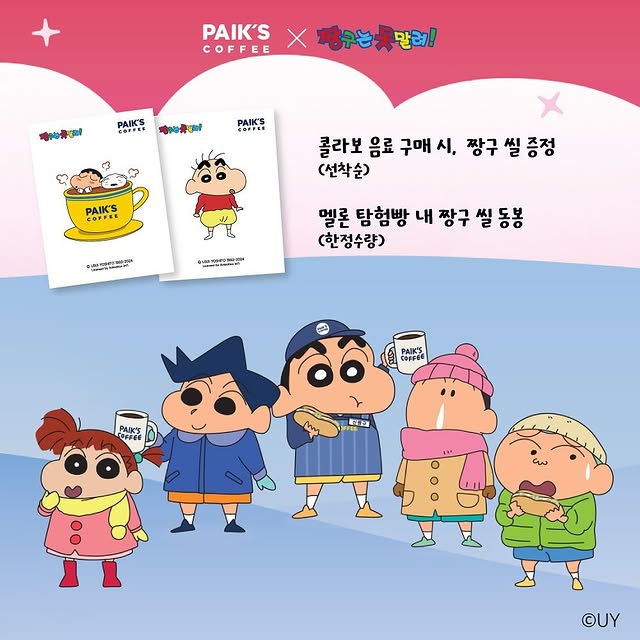 PAIK'S
COFFEE
짱구는 못말려!
짱구는 못말려!
PAIK'S
COFFEE
PAIK'S
COFFEE
© USUI YOSHITO 1992-2024
짱구는 못말려!
PAIK'S
COFFEE
© USUI YOSHITO 1992-2024
콜라보 음료 구매 시, 짱구 씰 증정
(선착순)
멜론 탐험빵 내 짱구 씰 동봉
(한정수량)
PAIK'S
COFFEE
PAIK'S
COFFEE
COFFEE
PAIK'S
COFFEE
©UY